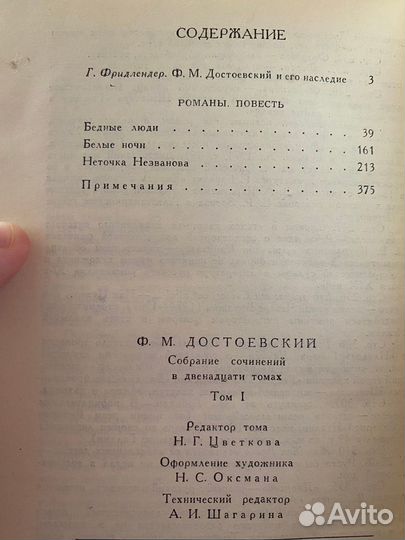 СОДЕРЖАНИЕ
Г. Фридлендер. Ф. М. Достоевский и его наследие 3
РОМАНЫ. ПОВЕСТЬ
Бедные люди . . . . . . . . . . . . 39
Белые ночи . . . . . . . . . . . . 161
Неточка Незванова . . . . . . . . . . 213
Примечания . . . . . . . . . . . . 375
Ф. М. ДОСТОЕВСКИЙ
Собрание сочинений
в двенадцати томах
Том I
Редактор тома
Н. Г. Цветкова
Оформление художника
Н. С. Оксмана
Технический редактор
А. И. Шагарина
Avito